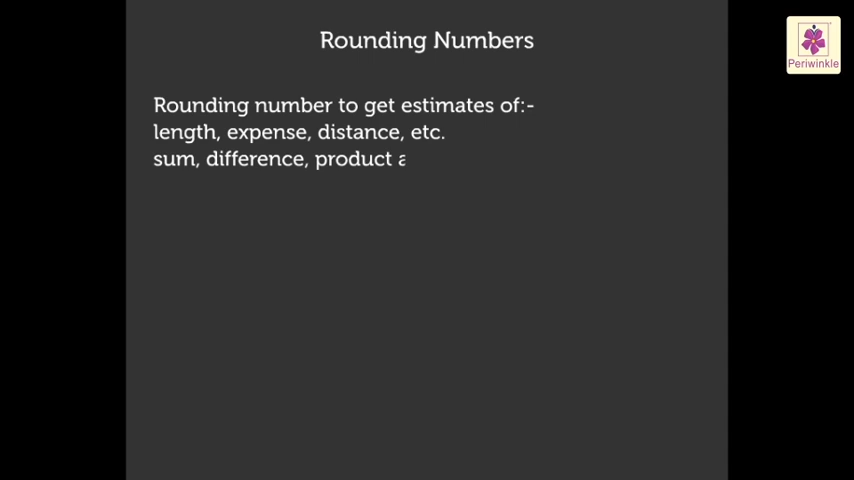 Rounding Numbers
Periwinkle
Rounding number to get estimates of:-
length, expense, distance, etc.
sum, difference, product a